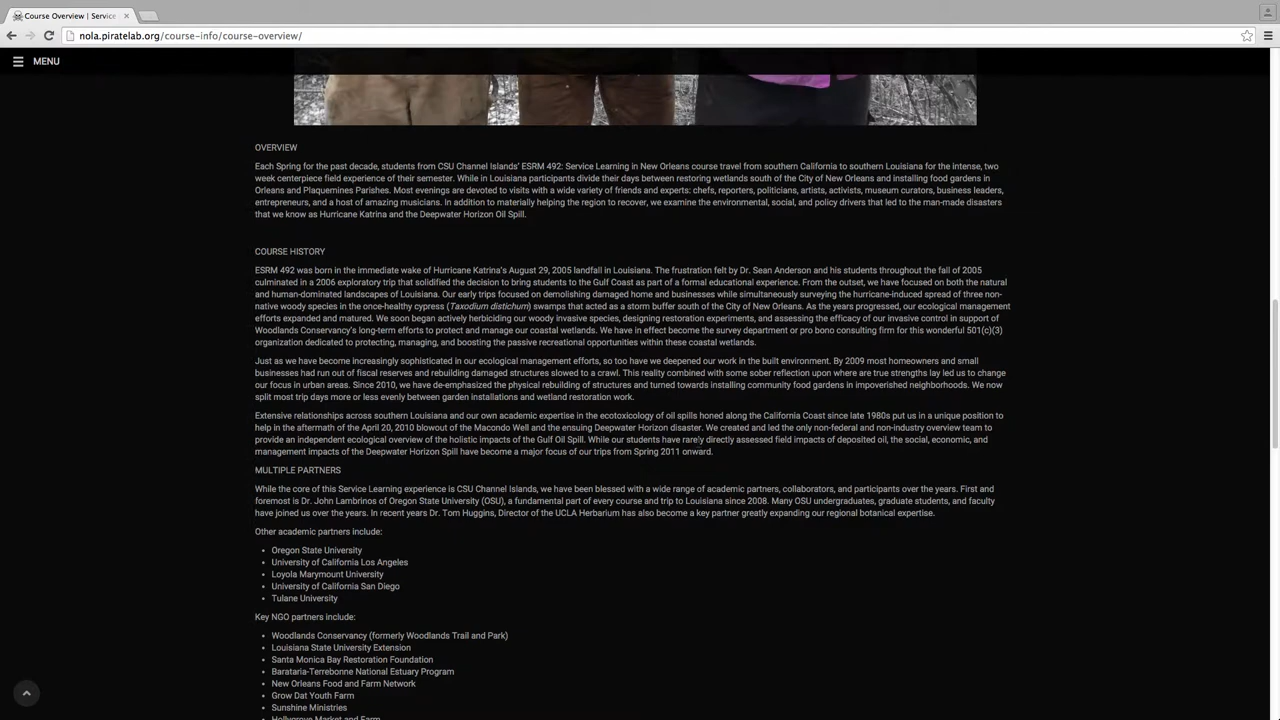 Course Overview | Service
nola.piratelab.org/course-info/course-overview/
MENU
OVERVIEW
Each Spring for the past decade, students from CSU Channel Islands' ESRM 492: Service Learning in New Orleans course travel from southern California to southern Louisiana for the intense, two
week centerpiece field experience of their semester. While in Louisiana participants divide their days between restoring wetlands south of the City of New Orleans and installing food gardens in
Orleans and Plaquemines Parishes. Most evenings are devoted to visits with a wide variety of friends and experts: chefs, reporters, politicians, artists, activists, museum curators, business leaders,
entrepreneurs, and a host of amazing musicians. In addition to materially helping the region to recover, we examine the environmental, social, and policy drivers that led to the man-made disasters
that we know as Hurricane Katrina and the Deepwater Horizon Oil Spill.
COURSE HISTORY
ESRM 492 was born in the immediate wake of Hurricane Katrina's August 29, 2005 landfall in Louisiana. The frustration felt by Dr. Sean Anderson and his students throughout the fall of 2005
culminated in a 2006 exploratory trip that solidified the decision to bring students to the Gulf Coast as part of a formal educational experience. From the outset, we have focused on both the natural
and human-dominated landscapes of Louisiana. Our early trips focused on demolishing damaged home and businesses while simultaneously surveying the hurricane-induced spread of three non-
native woody species in the once-healthy cypress (Taxodium distichum) swamps that acted as a storm buffer south of the City of New Orleans. As the years progressed, our ecological management
efforts expanded and matured. We soon began actively herbiciding our woody invasive species, designing restoration experiments, and assessing the efficacy of our invasive control in support of
Woodlands Conservancy's long-term efforts to protect and manage our coastal wetlands. We have in effect become the survey department or pro bono consulting firm for this wonderful 501(c)(3)
organization dedicated to protecting, managing, and boosting the passive recreational opportunities within these coastal wetlands.
Just as we have become increasingly sophisticated in our ecological management efforts, so too have we deepened our work in the built environment. By 2009 most homeowners and small
businesses had run out of fiscal reserves and rebuilding damaged structures slowed to a crawl. This reality combined with some sober reflection upon where are true strengths lay led us to change
our focus in urban areas. Since 2010, we have de-emphasized the physical rebuilding of structures and turned towards installing community food gardens in impoverished neighborhoods. We now
split most trip days more or less evenly between garden installations and wetland restoration work.
Extensive relationships across southern Louisiana and our own academic expertise in the ecotoxicology of oil spills honed along the California Coast since late 1980s put us in a unique position to
help in the aftermath of the April 20, 2010 blowout of the Macondo Well and the ensuing Deepwater Horizon disaster. We created and led the only non-federal and non-industry overview team to
provide an independent ecological overview of the holistic impacts of the Gulf Oil Spill. While our students have rarely directly assessed field impacts of deposited oil, the social, economic, and
management impacts of the Deepwater Horizon Spill have become a major focus of our trips from Spring 2011 onward.
MULTIPLE PARTNERS
While the core of this Service Learning experience is CSU Channel Islands, we have been blessed with a wide range of academic partners, collaborators, and participants over the years. First and
foremost is Dr. John Lambrinos of Oregon State University (OSU), a fundamental part of every course and trip to Louisiana since 2008. Many OSU undergraduates, graduate students, and faculty
have joined us over the years. In recent years Dr. Tom Huggins, Director of the UCLA Herbarium has also become a key partner greatly expanding our regional botanical expertise.
Other academic partners include:
• Oregon State University
• University of California Los Angeles
• Loyola Marymount University
• University of California San Diego
• Tulane University
Key NGO partners include:
• Woodlands Conservancy (formerly Woodlands Trail and Park)
• Louisiana State University Extension
• Santa Monica Bay Restoration Foundation
• Barataria-Terrebonne National Estuary Program
• New Orleans Food and Farm Network
• Grow Dat Youth Farm
• Sunshine Ministries
• Hollygrove Market and Farm